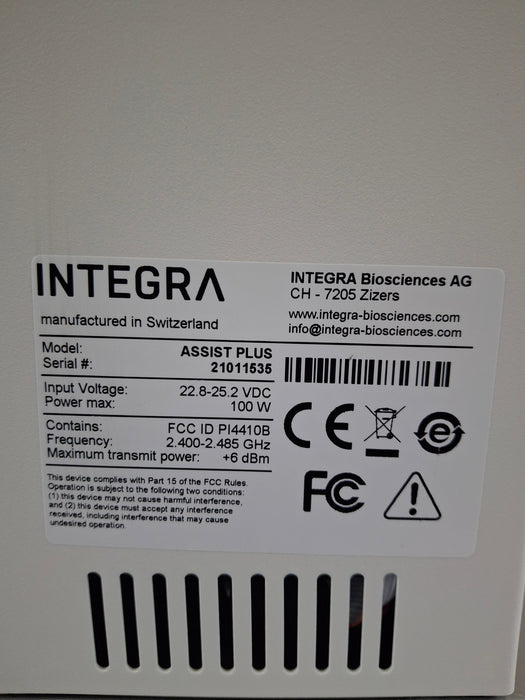 INTEGRA
manufactured in Switzerland
INTEGRA Biosciences AG
CH - 7205 Zizers
www.integra-biosciences.com
info@integra-biosciences.com
Model: ASSIST PLUS
Serial #: 21011535
Input Voltage: 22.8-25.2 VDC
Power max: 100 W
Contains: FCC ID PI4410B
Frequency: 2.400-2.485 GHz
Maximum transmit power: +6 dBm
This device complies with Part 15 of the FCC Rules.
Operation is subject to the following two conditions:
(1) this device may not cause harmful interference,
and (2) this device must accept any interference
received, including interference that may cause
undesired operation.
CE
e
FC